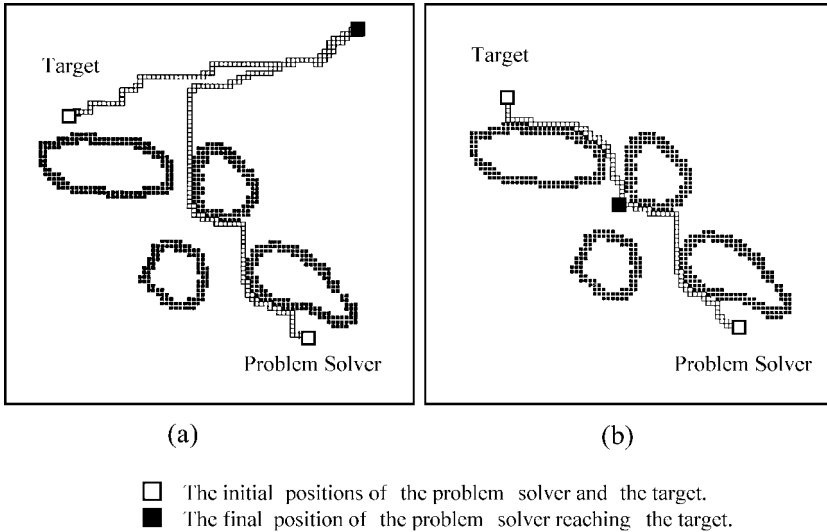 Target
Problem Solver
(a)
Target
Problem Solver
(b)
The initial positions of the problem solver and the target.
The final position of the problem solver reaching the target.